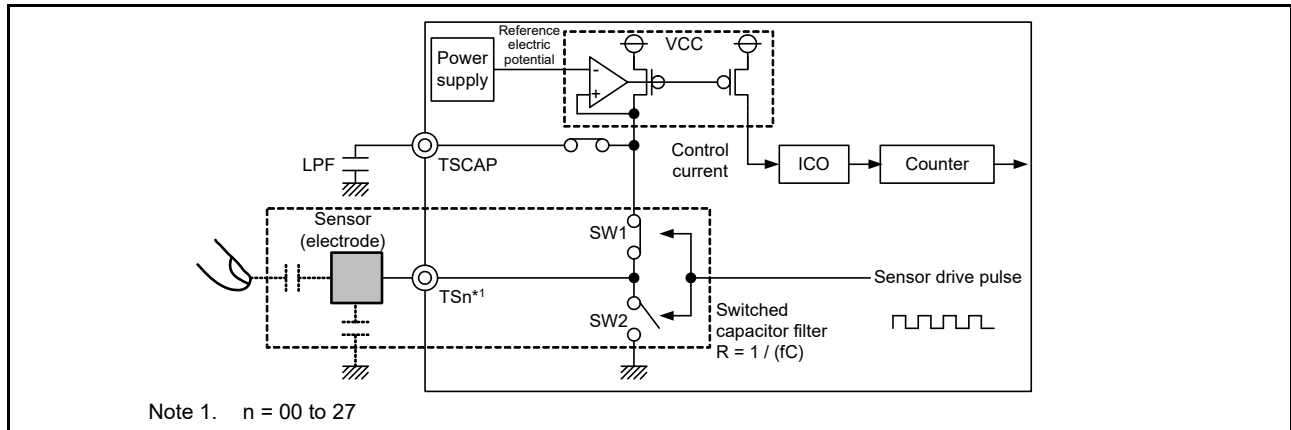 Reference
electric
potential
VCC
Power
supply
-
+
LPF
TSCAP
Control
current
ICO
Counter
Sensor
(electrode)
SW1
TSn*1
Sensor drive pulse
SW2
Switched
capacitor filter
R = 1 / (fC)
Note 1. n = 00 to 27